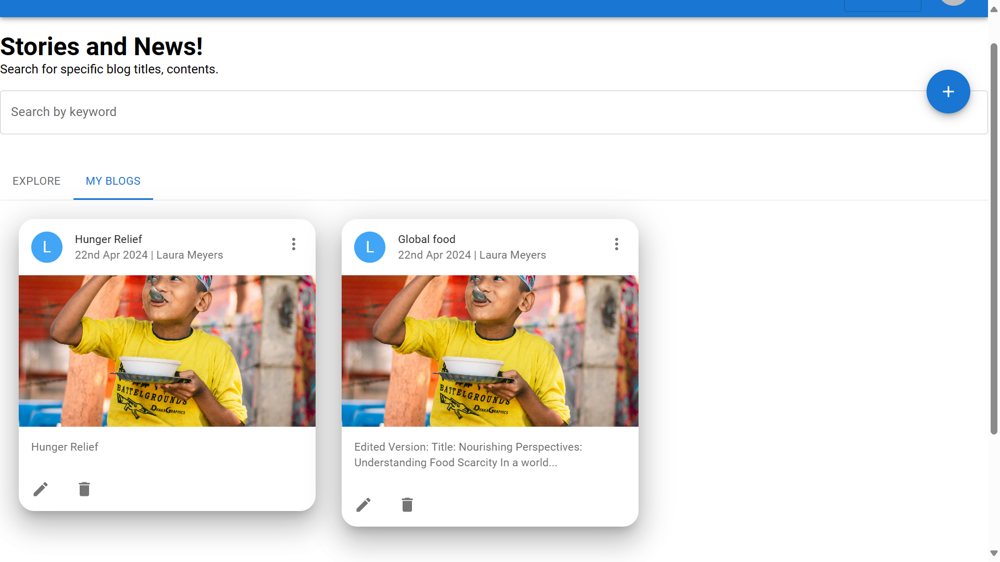 Stories and News!
Search for specific blog titles, contents.
Search by keyword
EXPLORE
MY BLOGS
L
Hunger Relief
22nd Apr 2024 | Laura Meyers
BATTELGROUNDS
DHAKAGRAPHICS
Hunger Relief
L
Global food
22nd Apr 2024 | Laura Meyers
BATTELGROUNDS
DHAKAGRAPHICS
Edited Version: Title: Nourishing Perspectives:
Understanding Food Scarcity In a world...